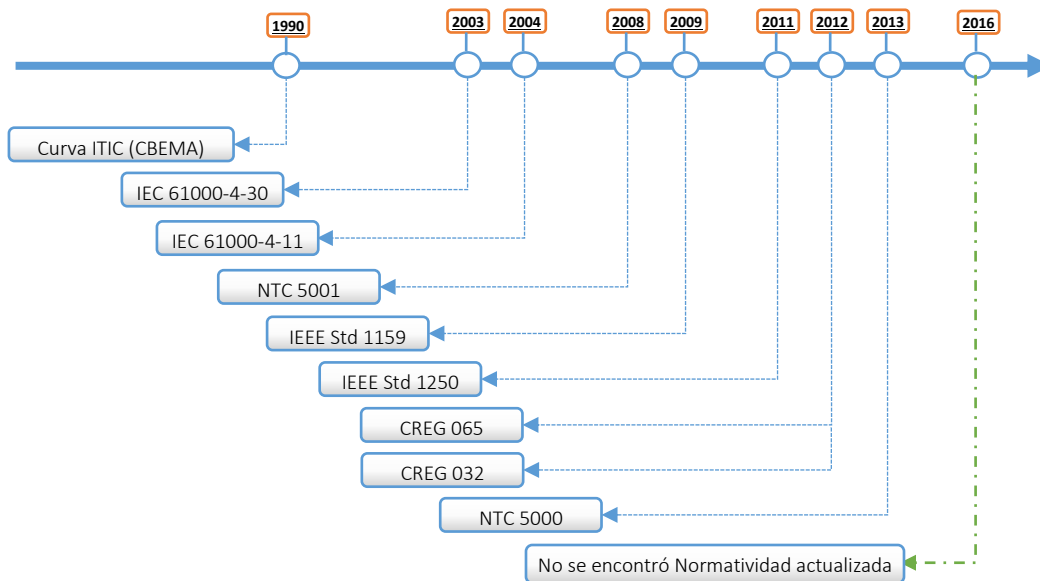 1990
2003
2004
2008
2009
2011
2012
2013
2016
Curva ITIC (CBEMA)
IEC 61000-4-30
IEC 61000-4-11
NTC 5001
IEEE Std 1159
IEEE Std 1250
CREG 065
CREG 032
NTC 5000
No se encontró Normatividad actualizada